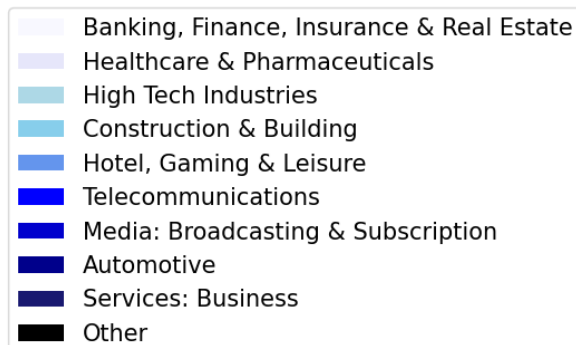 Banking, Finance, Insurance & Real Estate
Healthcare & Pharmaceuticals
High Tech Industries
Construction & Building
Hotel, Gaming & Leisure
Telecommunications
Media: Broadcasting & Subscription
Automotive
Services: Business
Other